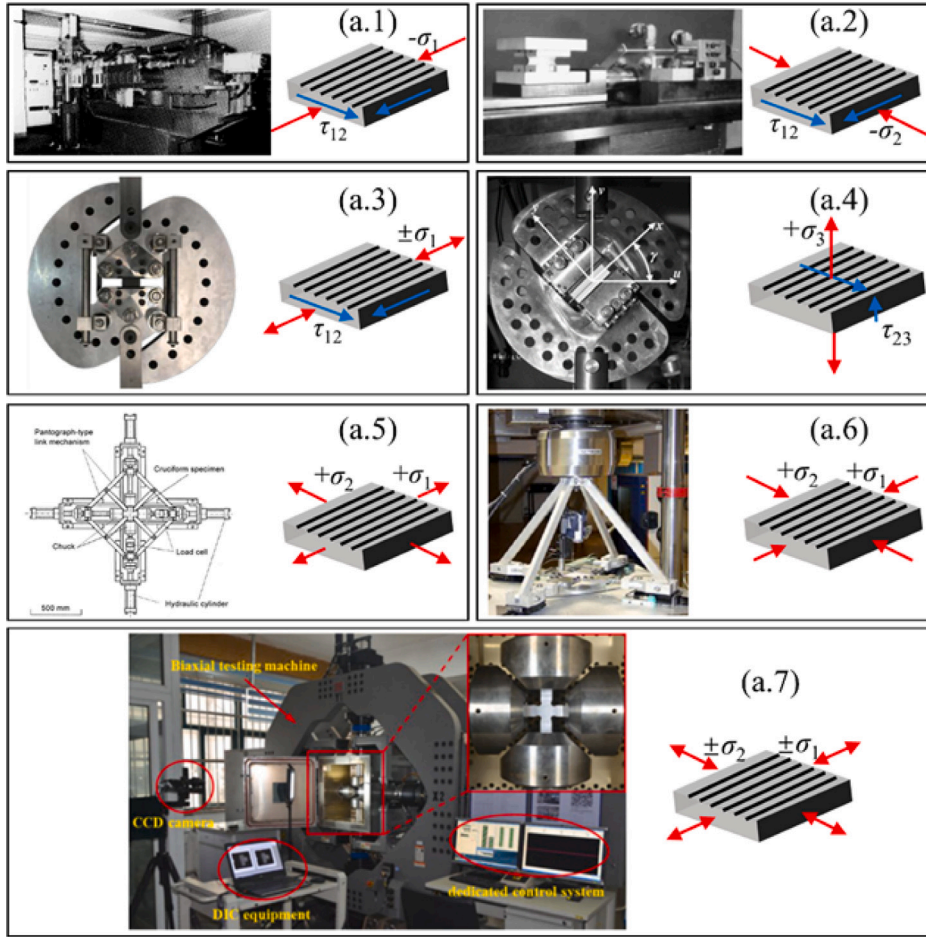 (a.1)
-σ1
τ12
(a.2)
τ12
-σ2
(a.3)
±σ1
τ12
(a.4)
v
y
x
γ
u
+σ3
τ23
(a.5)
Pantograph-type
link mechanism
Cruciform specimen
Chuck
Load cell
Hydraulic cylinder
500 mm
+σ2
+σ1
(a.6)
+σ2
+σ1
(a.7)
Biaxial testing machine
CCD camera
DIC equipment
dedicated control system
X2
±σ2
±σ1